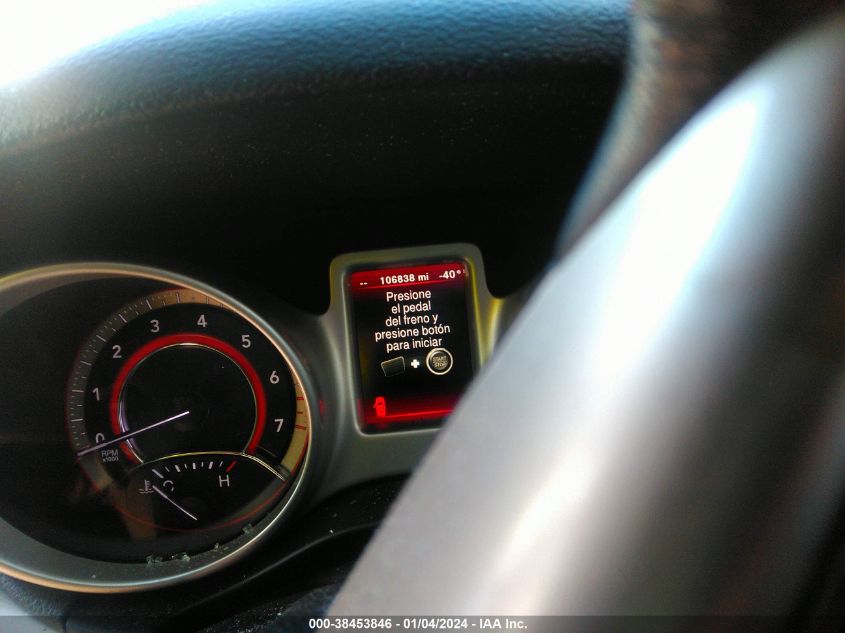 -- 106838 mi -40°
Presione
el pedal
del freno y
presione botón
para iniciar
START
STOP
0 1 2 3 4 5 6 7
RPM
x1000
C H
000-38453846 - 01/04/2024 - IAA Inc.